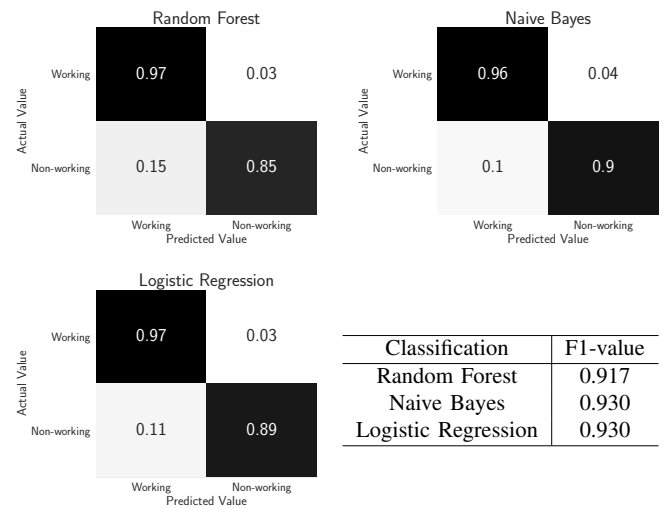 Random Forest
Actual Value
Working
0.97 0.03
Non-working
0.15 0.85
Working Non-working
Predicted Value
Naive Bayes
Actual Value
Working
0.96 0.04
Non-working
0.1 0.9
Working Non-working
Predicted Value
Logistic Regression
Actual Value
Working
0.97 0.03
Non-working
0.11 0.89
Working Non-working
Predicted Value
Classification F1-value
Random Forest 0.917
Naive Bayes 0.930
Logistic Regression 0.930